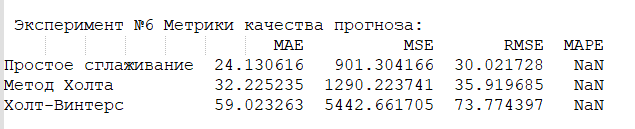 Эксперимент №6 Метрики качества прогноза:
MAE MSE RMSE MAPE
Простое сглаживание 24.130616 901.304166 30.021728 NaN
Метод Холта 32.225235 1290.223741 35.919685 NaN
Холт-Винтерс 59.023263 5442.661705 73.774397 NaN